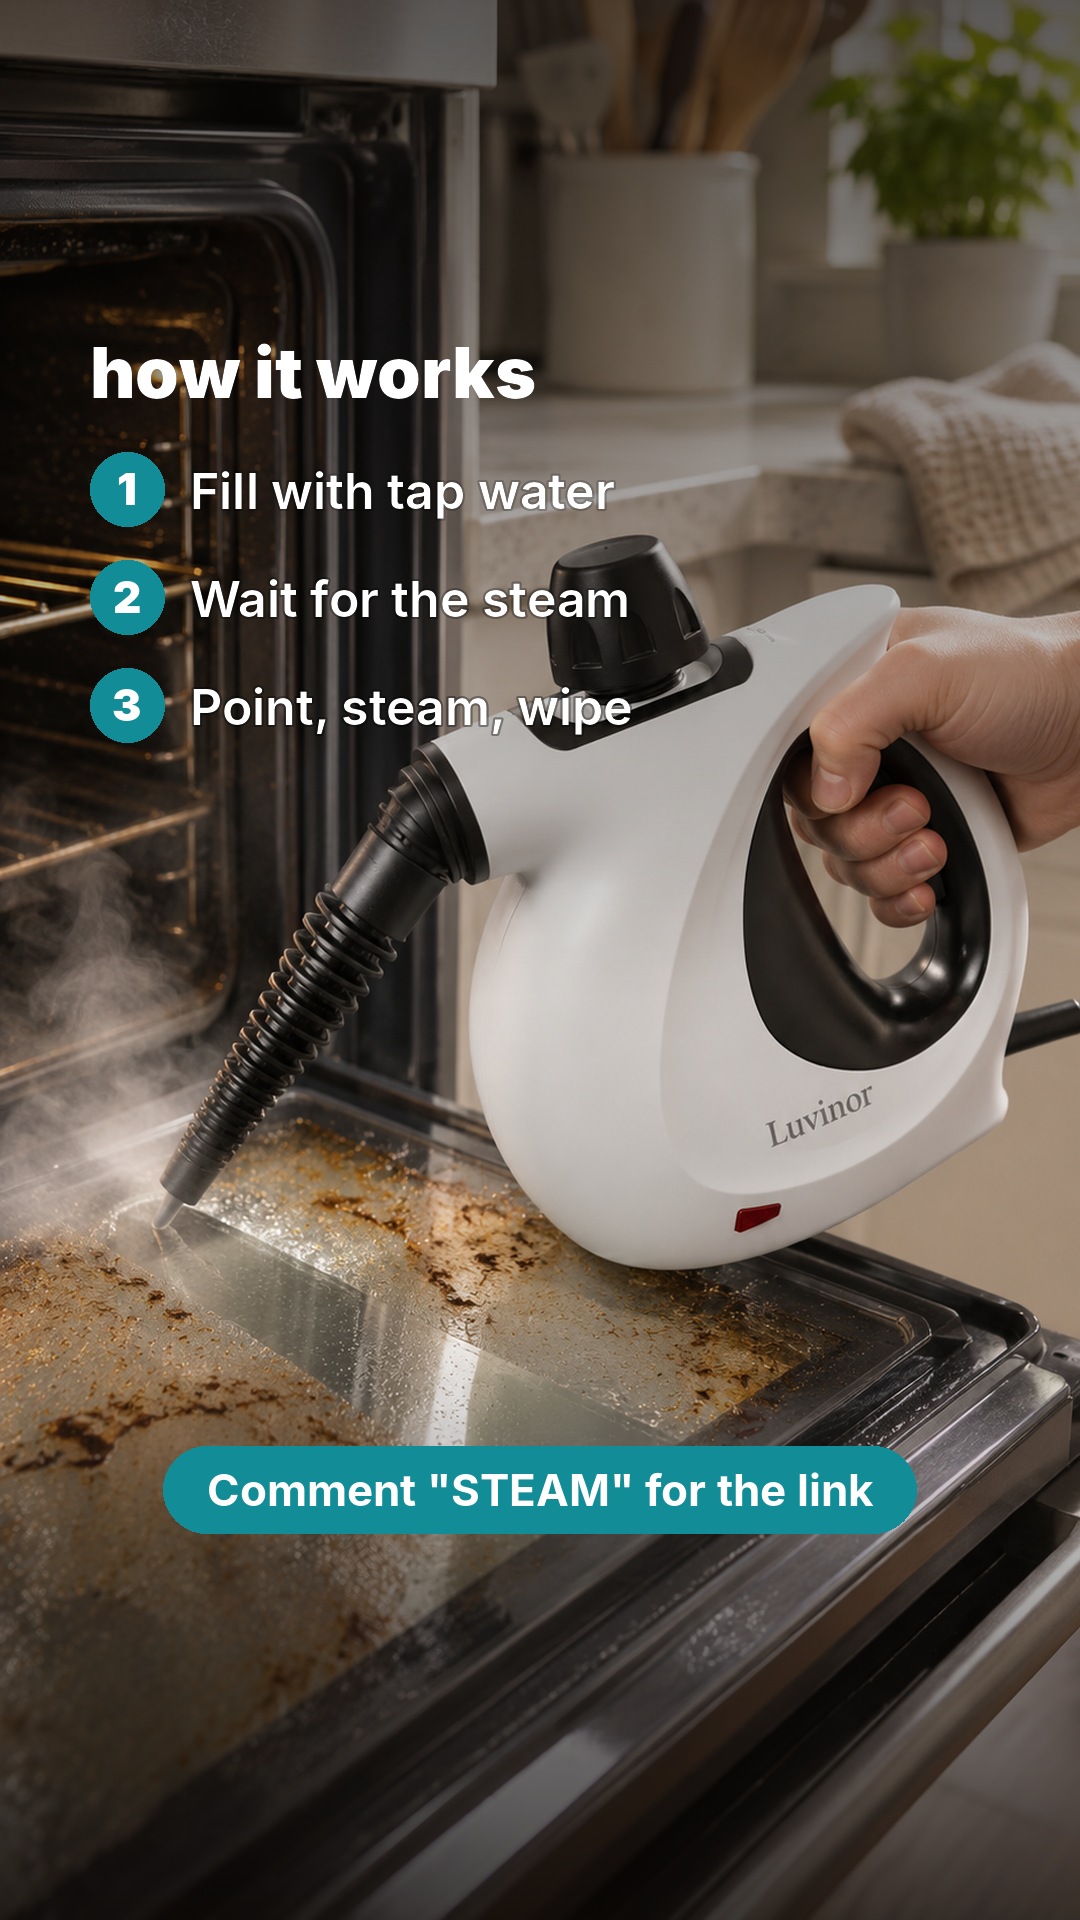 how it works
1 Fill with tap water
2 Wait for the steam
3 Point, steam, wipe
Luvinor
Comment "STEAM" for the link